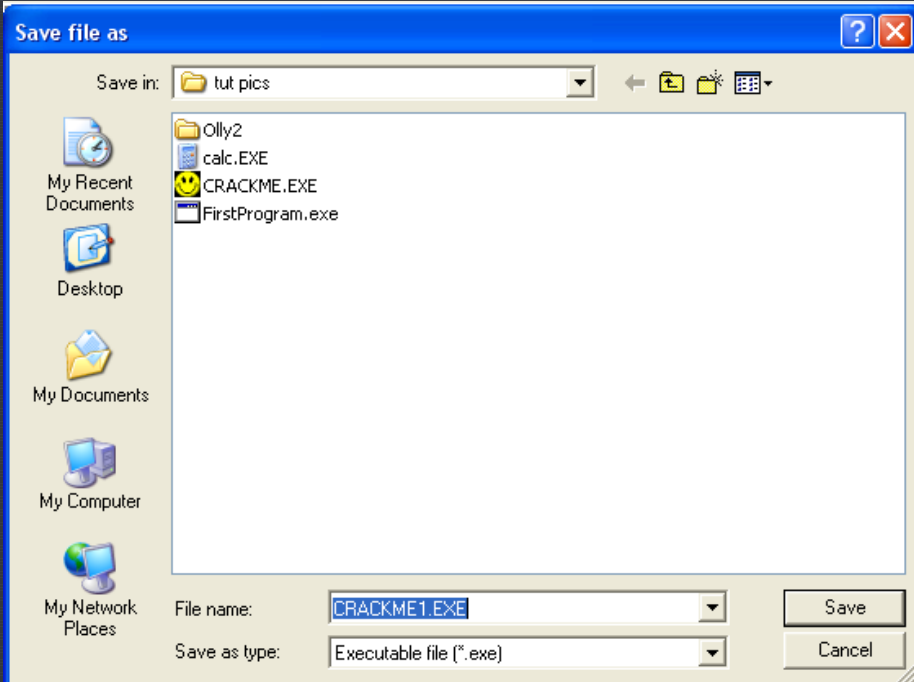 Save file as
Save in:
tut pics
Olly2
calc.EXE
CRACKME.EXE
FirstProgram.exe
My Recent
Documents
Desktop
My Documents
My Computer
My Network
Places
File name:
CRACKME1.EXE
Save
Save as type:
Executable file (*.exe)
Cancel